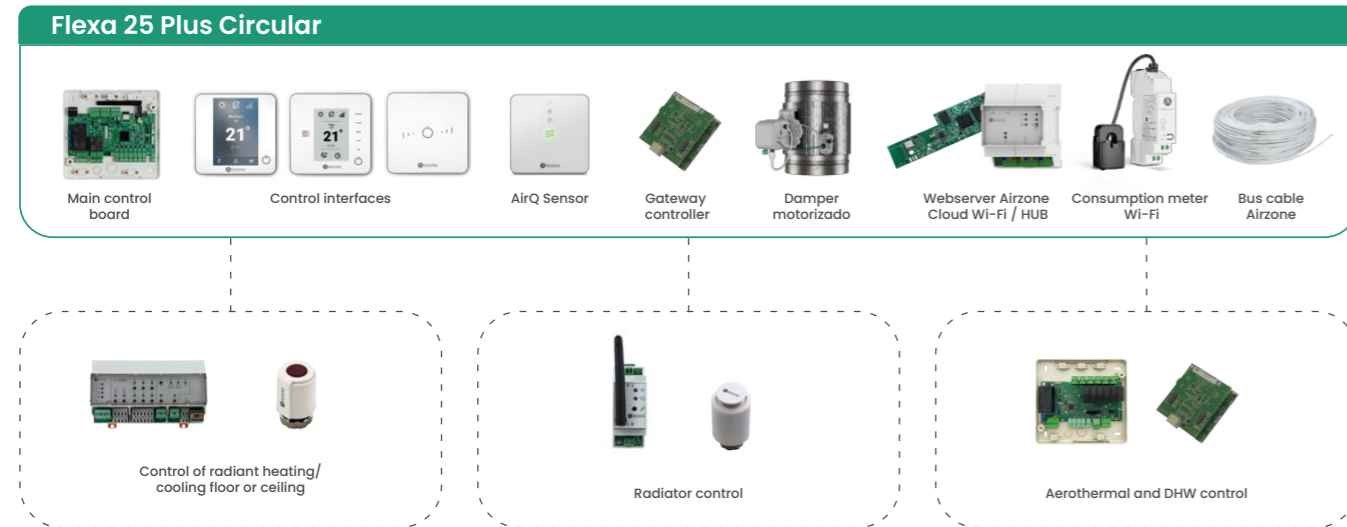 Flexa 25 Plus Circular
21°
21°
Main control
board
Control interfaces
AirQ Sensor
Gateway
controller
Damper
motorizado
Webserver Airzone
Cloud Wi-Fi / HUB
Consumption meter
Wi-Fi
Bus cable
Airzone
Control of radiant heating/
cooling floor or ceiling
Radiator control
Aerothermal and DHW control